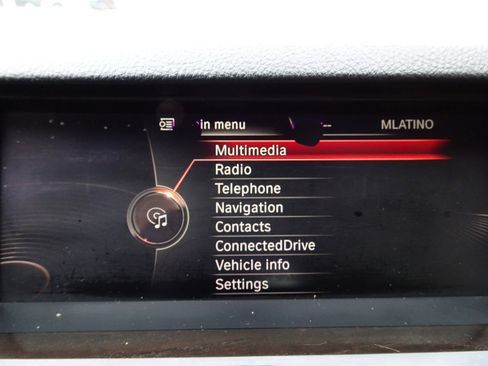 in menu -- MLATINO
Multimedia
Radio
Telephone
Navigation
Contacts
ConnectedDrive
Vehicle info
Settings